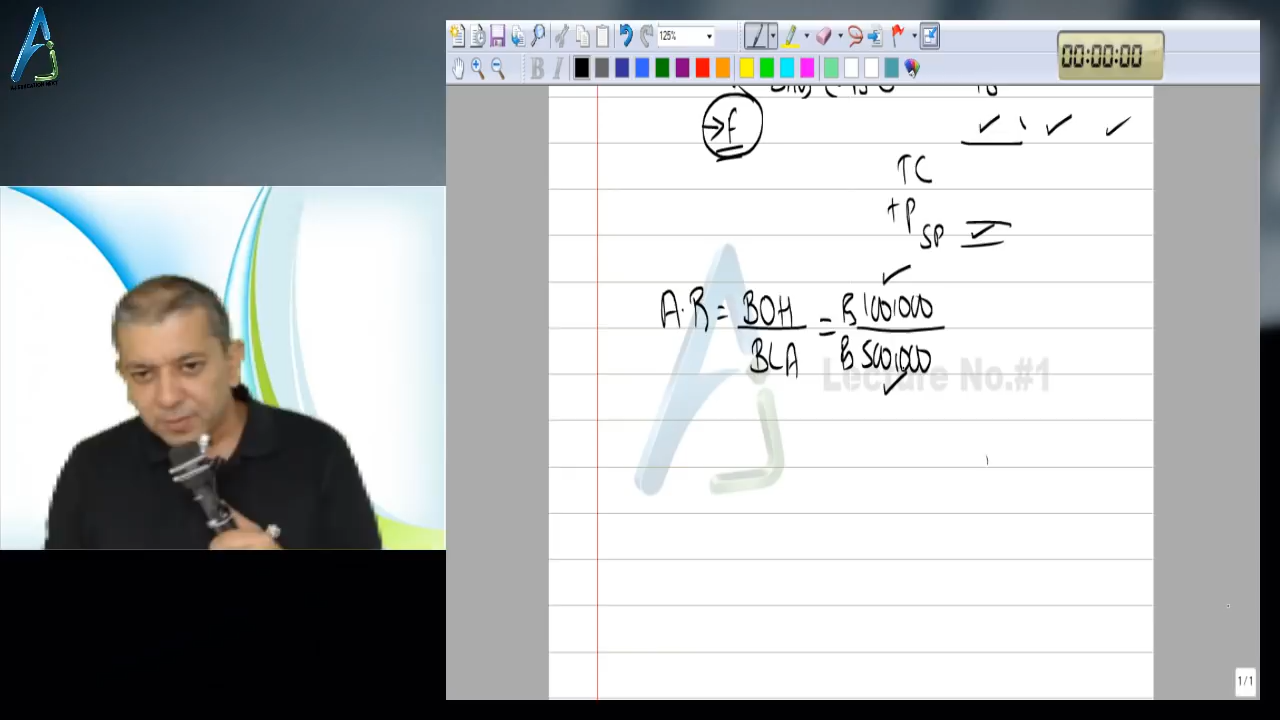 00:00:00
125%
B I
→ F
✓ ✓ ✓
TC
+ P
SP ✓
A.R = BOH / BLA = B 100,000 / B 500,000
Lecture No.#1
1/1